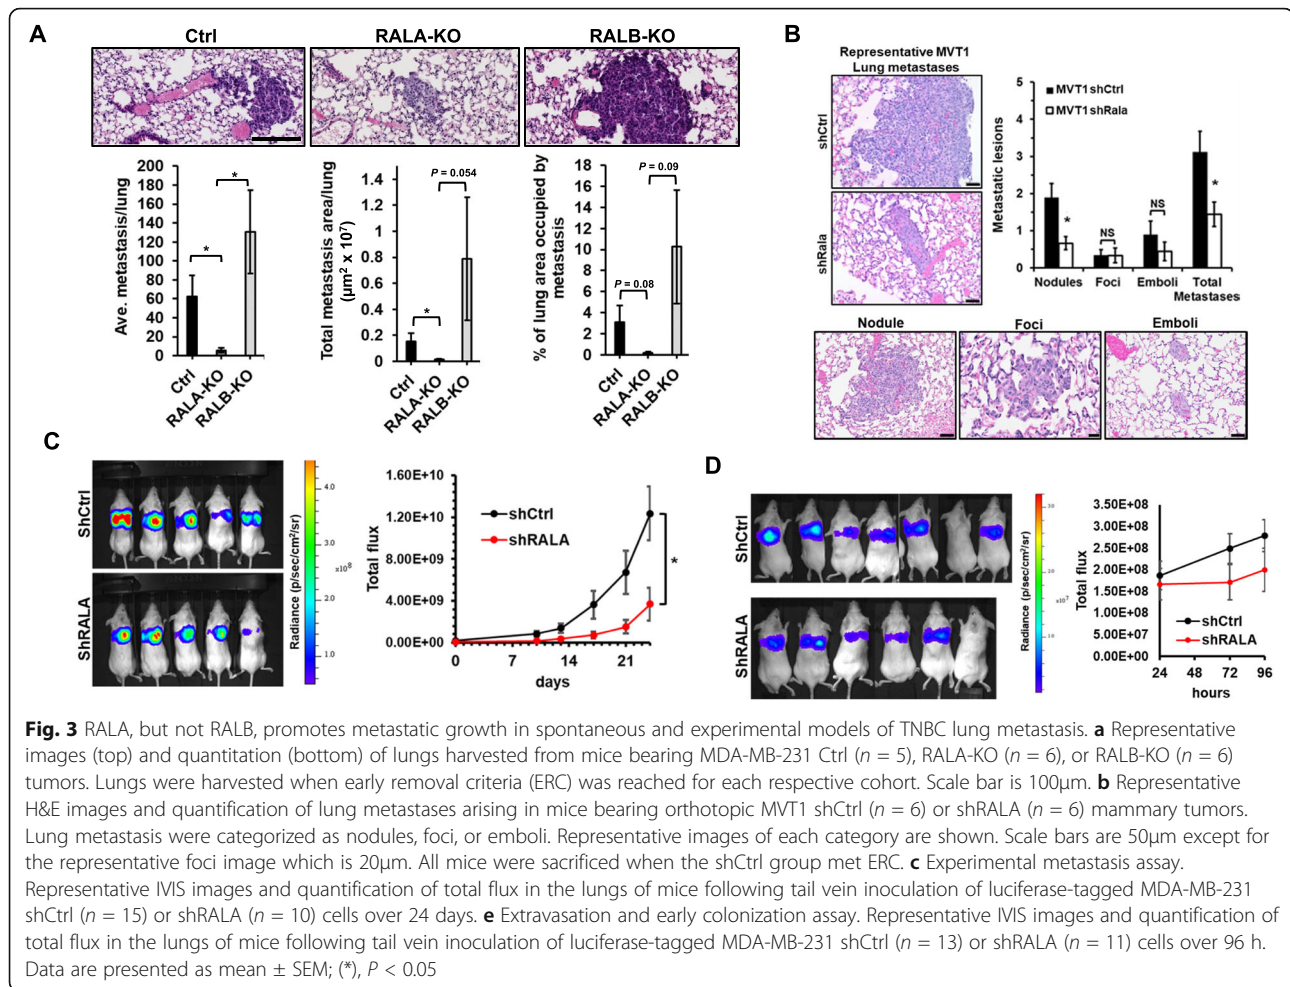 A
Ctrl
RALA-KO
RALB-KO
Ave. metastasis/lung
200
180
160
140
120
100
80
60
40
20
0
*
*
Ctrl
RALA-KO
RALB-KO
Total metastasis area/lung
(µm² x 10⁷)
1.4
1.2
1
0.8
0.6
0.4
0.2
0
P = 0.054
*
Ctrl
RALA-KO
RALB-KO
% of lung area occupied by
metastasis
18
16
14
12
10
8
6
4
2
0
P = 0.09
P = 0.08
Ctrl
RALA-KO
RALB-KO
B
Representative MVT1
Lung metastases
shCtrl
shRala
Metastatic lesions
5
4
3
2
1
0
MVT1 shCtrl
MVT1 shRala
*
NS
NS
*
Nodules
Foci
Emboli
Total
Metastases
Nodule
Foci
Emboli
C
ShCtrl
ShRALA
4.0
3.0
2.0
1.0
x10⁸
Radiance (p/sec/cm²/sr)
Total flux
1.60E+10
1.20E+10
8.00E+09
4.00E+09
0.00E+00
shCtrl
shRALA
*
0
7
14
21
days
D
ShCtrl
ShRALA
3.0
2.0
1.0
x10⁷
Radiance (p/sec/cm²/sr)
Total flux
3.50E+08
3.00E+08
2.50E+08
2.00E+08
1.50E+08
1.00E+08
5.00E+07
0.00E+00
shCtrl
shRALA
24
48
72
96
hours
Fig. 3 RALA, but not RALB, promotes metastatic growth in spontaneous and experimental models of TNBC lung metastasis. a Representative
images (top) and quantitation (bottom) of lungs harvested from mice bearing MDA-MB-231 Ctrl (n = 5), RALA-KO (n = 6), or RALB-KO (n = 6)
tumors. Lungs were harvested when early removal criteria (ERC) was reached for each respective cohort. Scale bar is 100µm. b Representative
H&E images and quantification of lung metastases arising in mice bearing orthotopic MVT1 shCtrl (n = 6) or shRALA (n = 6) mammary tumors.
Lung metastasis were categorized as nodules, foci, or emboli. Representative images of each category are shown. Scale bars are 50µm except for
the representative foci image which is 20µm. All mice were sacrificed when the shCtrl group met ERC. c Experimental metastasis assay.
Representative IVIS images and quantification of total flux in the lungs of mice following tail vein inoculation of luciferase-tagged MDA-MB-231
shCtrl (n = 15) or shRALA (n = 10) cells over 24 days. e Extravasation and early colonization assay. Representative IVIS images and quantification of
total flux in the lungs of mice following tail vein inoculation of luciferase-tagged MDA-MB-231 shCtrl (n = 13) or shRALA (n = 11) cells over 96 h.
Data are presented as mean ± SEM; (*), P < 0.05